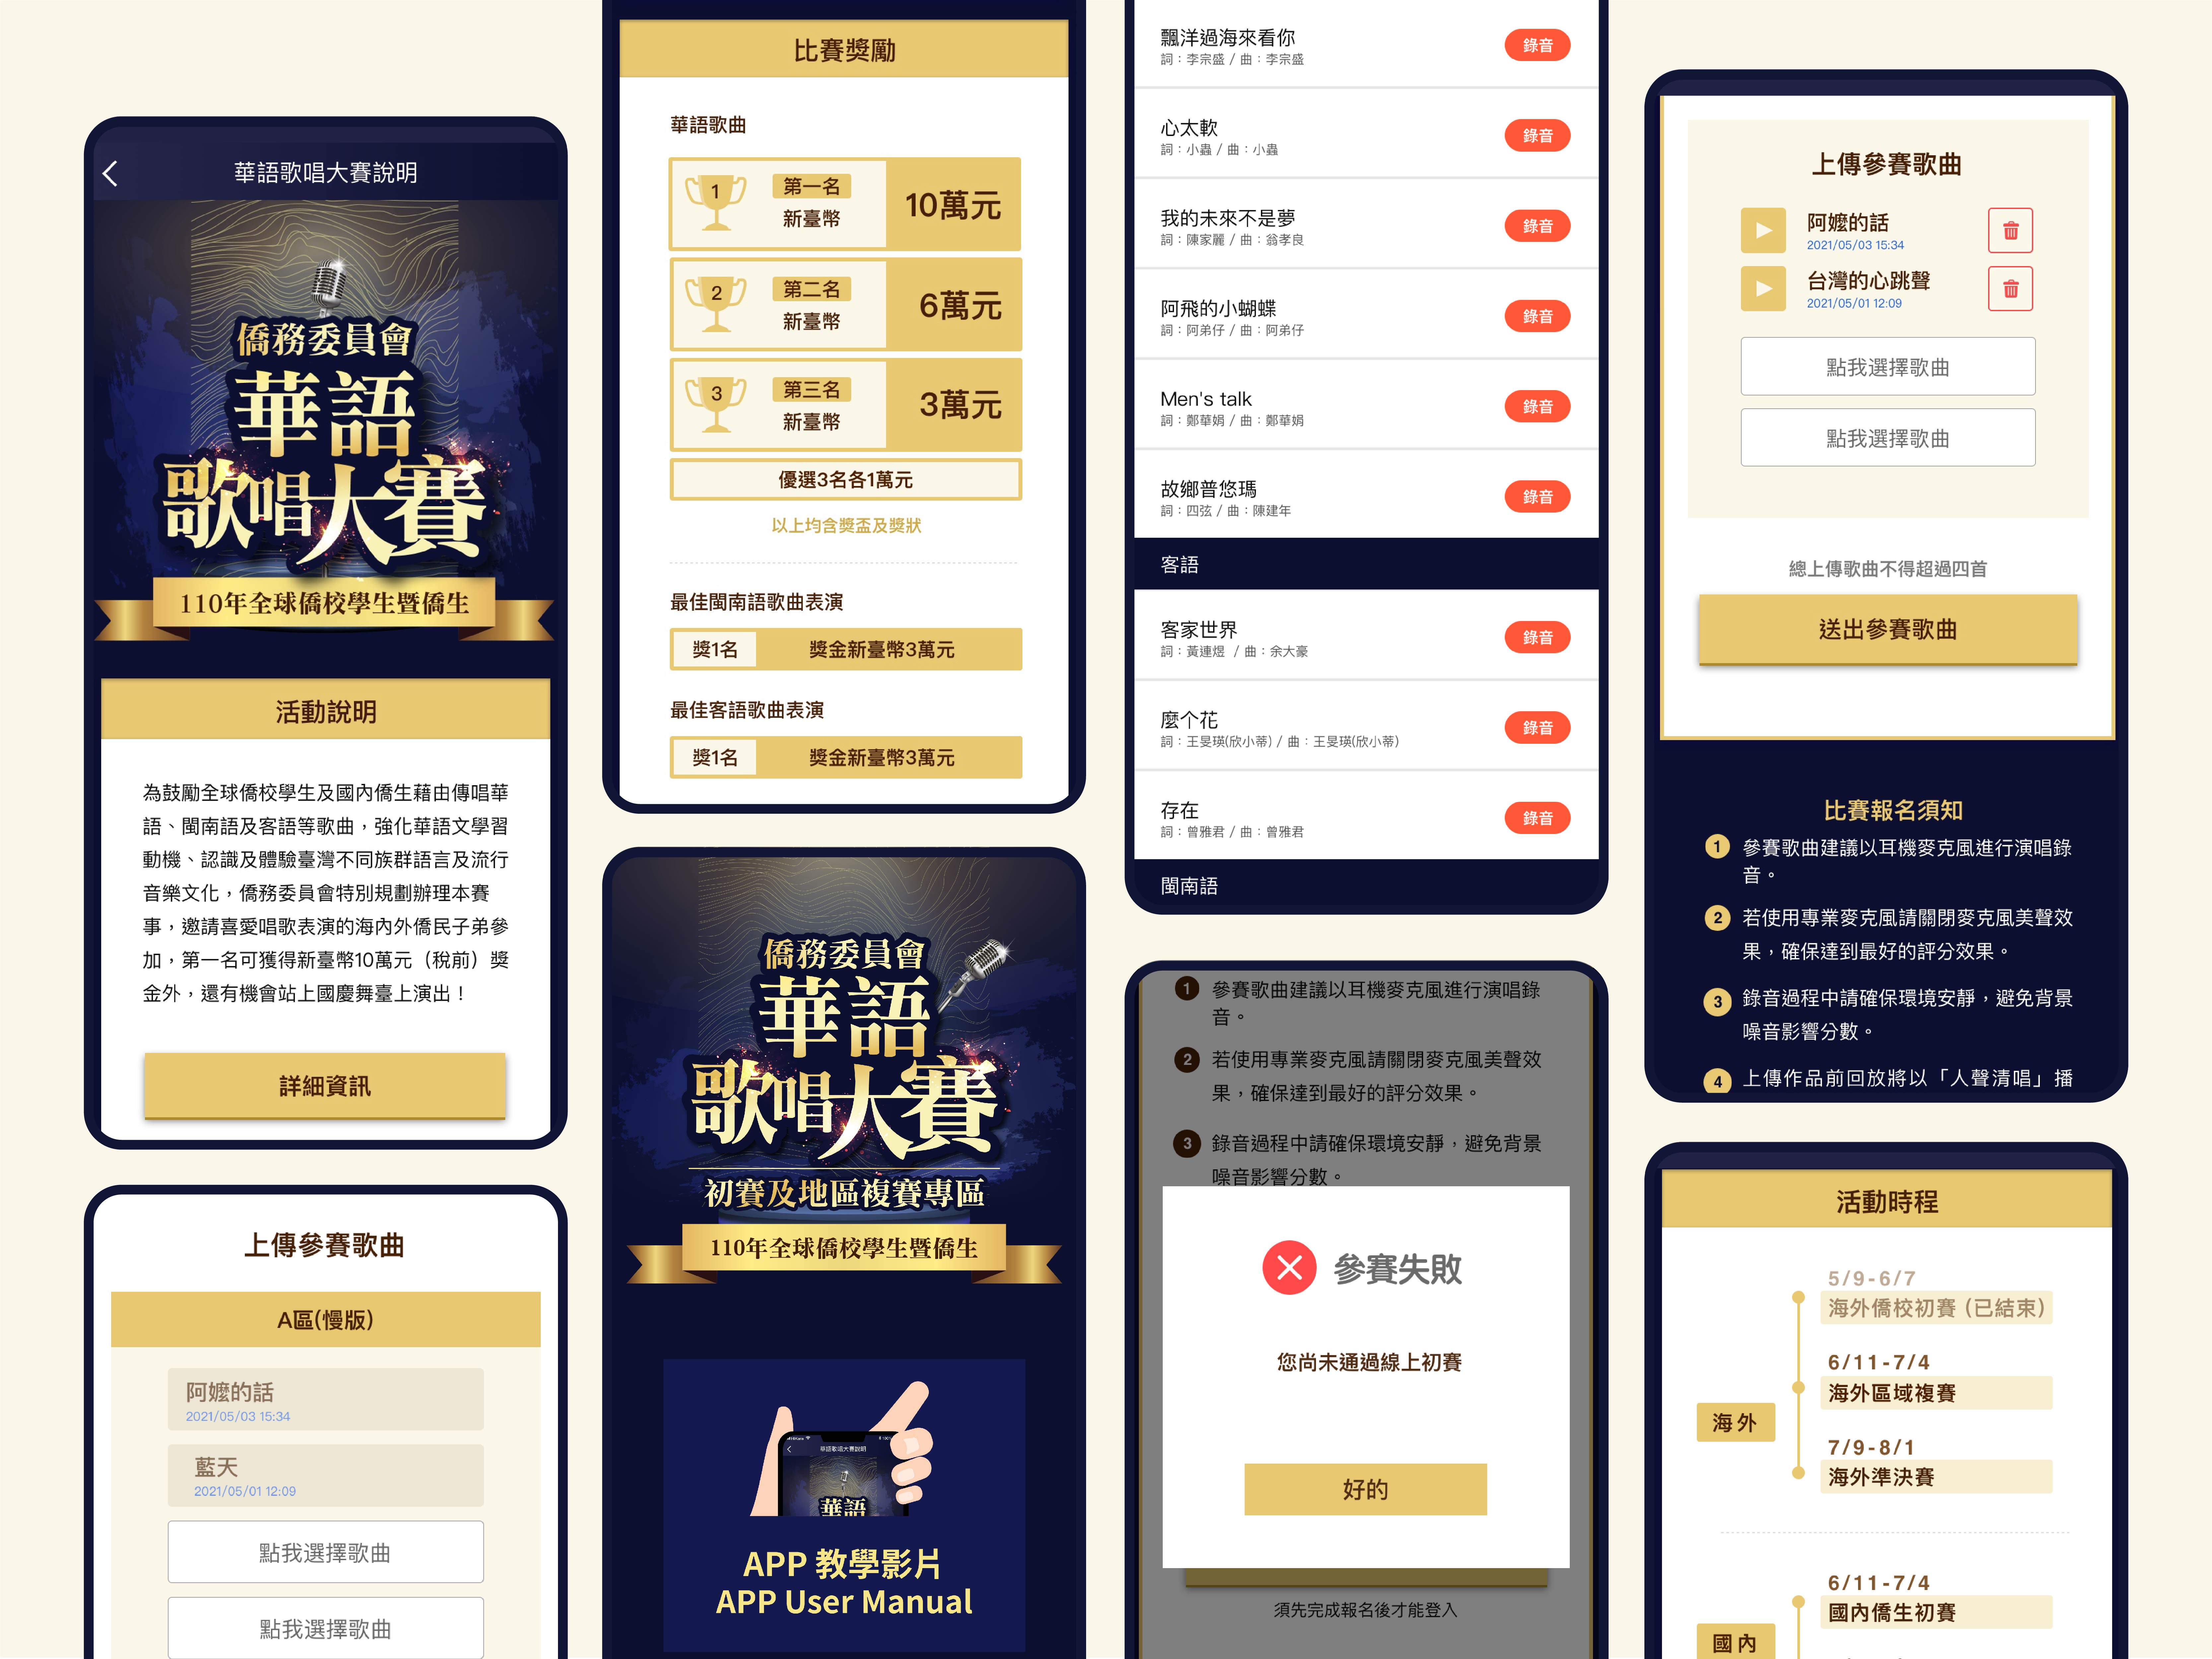 華語歌唱大賽說明
僑務委員會
華語
歌唱大賽
110年全球僑校學生暨僑生
活動說明
為鼓勵全球僑校學生及國內僑生藉由傳唱華
語、閩南語及客語等歌曲，強化華語文學習
動機、認識及體驗臺灣不同族群語言及流行
音樂文化，僑務委員會特別規劃辦理本賽
事，邀請喜愛唱歌表演的海內外僑民子弟參
加，第一名可獲得新臺幣10萬元（稅前）獎
金外，還有機會站上國慶舞臺上演出！
詳細資訊
上傳參賽歌曲
A區(慢版)
阿嬤的話
2021/05/03 15:34
藍天
2021/05/01 12:09
點我選擇歌曲
點我選擇歌曲
比賽獎勵
華語歌曲
1
第一名
新臺幣
10萬元
2
第二名
新臺幣
6萬元
3
第三名
新臺幣
3萬元
優選3名各1萬元
以上均含獎盃及獎狀
最佳閩南語歌曲表演
獎1名 獎金新臺幣3萬元
最佳客語歌曲表演
獎1名 獎金新臺幣3萬元
僑務委員會
華語
歌唱大賽
初賽及地區複賽專區
110年全球僑校學生暨僑生
華語歌唱大賽說明
華語
APP 教學影片
APP User Manual
飄洋過海來看你
詞：李宗盛 / 曲：李宗盛
錄音
心太軟
詞：小蟲 / 曲：小蟲
錄音
我的未來不是夢
詞：陳家麗 / 曲：翁孝良
錄音
阿飛的小蝴蝶
詞：阿弟仔 / 曲：阿弟仔
錄音
Men's talk
詞：鄭華娟 / 曲：鄭華娟
錄音
故鄉普悠瑪
詞：四弦 / 曲：陳建年
錄音
客語
客家世界
詞：黃連煜 / 曲：余大豪
錄音
麼个花
詞：王旻瑛(欣小蒂) / 曲：王旻瑛(欣小蒂)
錄音
存在
詞：曾雅君 / 曲：曾雅君
錄音
閩南語
1 參賽歌曲建議以耳機麥克風進行演唱錄
音。
2 若使用專業麥克風請關閉麥克風美聲效
果，確保達到最好的評分效果。
3 錄音過程中請確保環境安靜，避免背景
噪音影響分數。
參賽失敗
您尚未通過線上初賽
好的
須先完成報名後才能登入
上傳參賽歌曲
阿嬤的話
2021/05/03 15:34
台灣的心跳聲
2021/05/01 12:09
點我選擇歌曲
點我選擇歌曲
總上傳歌曲不得超過四首
送出參賽歌曲
比賽報名須知
1 參賽歌曲建議以耳機麥克風進行演唱錄
音。
2 若使用專業麥克風請關閉麥克風美聲效
果，確保達到最好的評分效果。
3 錄音過程中請確保環境安靜，避免背景
噪音影響分數。
4 上傳作品前回放將以「人聲清唱」播
活動時程
5/9-6/7
海外僑校初賽（已結束）
6/11-7/4
海外區域複賽
海外
7/9-8/1
海外準決賽
6/11-7/4
國內僑生初賽
國內